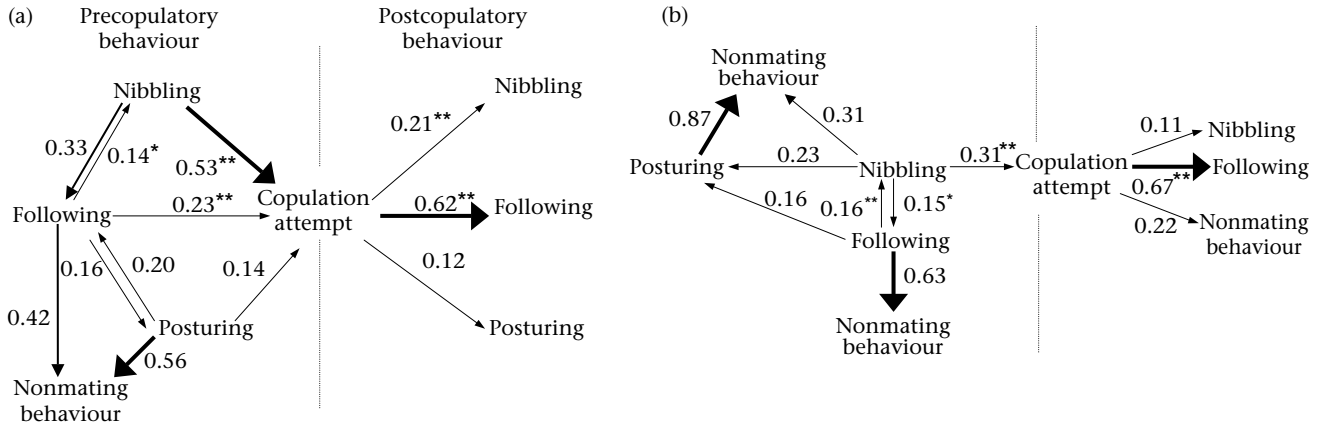 (a)
Precopulatory
behaviour
Postcopulatory
behaviour
Nibbling
Nibbling
0.21**
0.33
0.14*
0.53**
Following
0.23**
Copulation
attempt
0.62**
Following
0.16
0.20
0.14
0.12
0.42
Posturing
Posturing
0.56
Nonmating
behaviour
(b)
Nonmating
behaviour
0.87
0.31
0.11
Nibbling
Posturing
0.23
Nibbling
0.31**
Copulation
attempt
Following
0.67**
0.16
0.16**
0.15*
0.22
Nonmating
behaviour
Following
0.63
Nonmating
behaviour